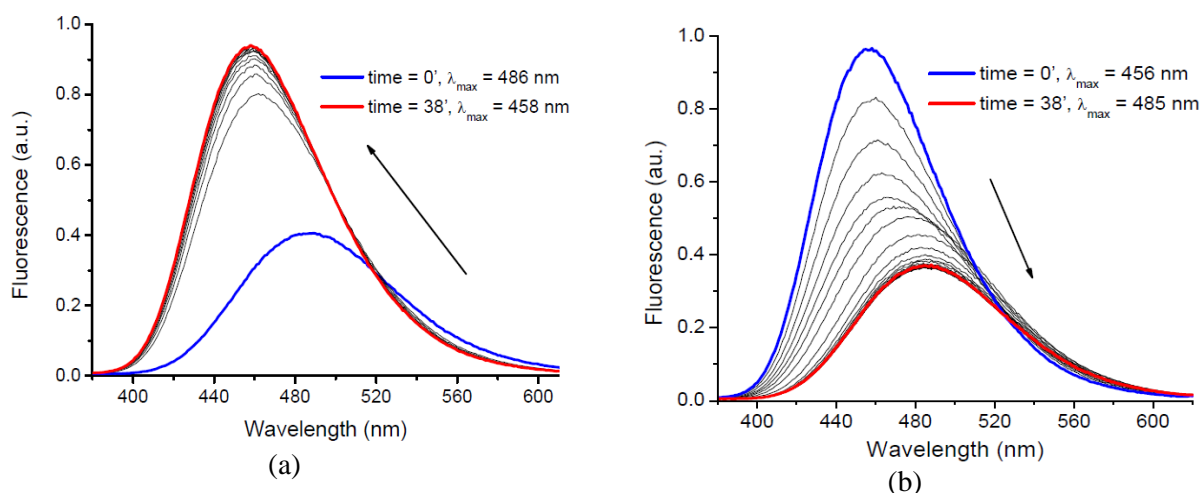 1.0
0.8
0.6
0.4
0.2
0.0
Fluorescence (a.u.)
time = 0', λmax = 486 nm
time = 38', λmax = 458 nm
400 440 480 520 560 600
Wavelength (nm)
(a)
1.0
0.8
0.6
0.4
0.2
0.0
Fluorescence (au.)
time = 0', λmax = 456 nm
time = 38', λmax = 485 nm
400 440 480 520 560 600
Wavelength (nm)
(b)